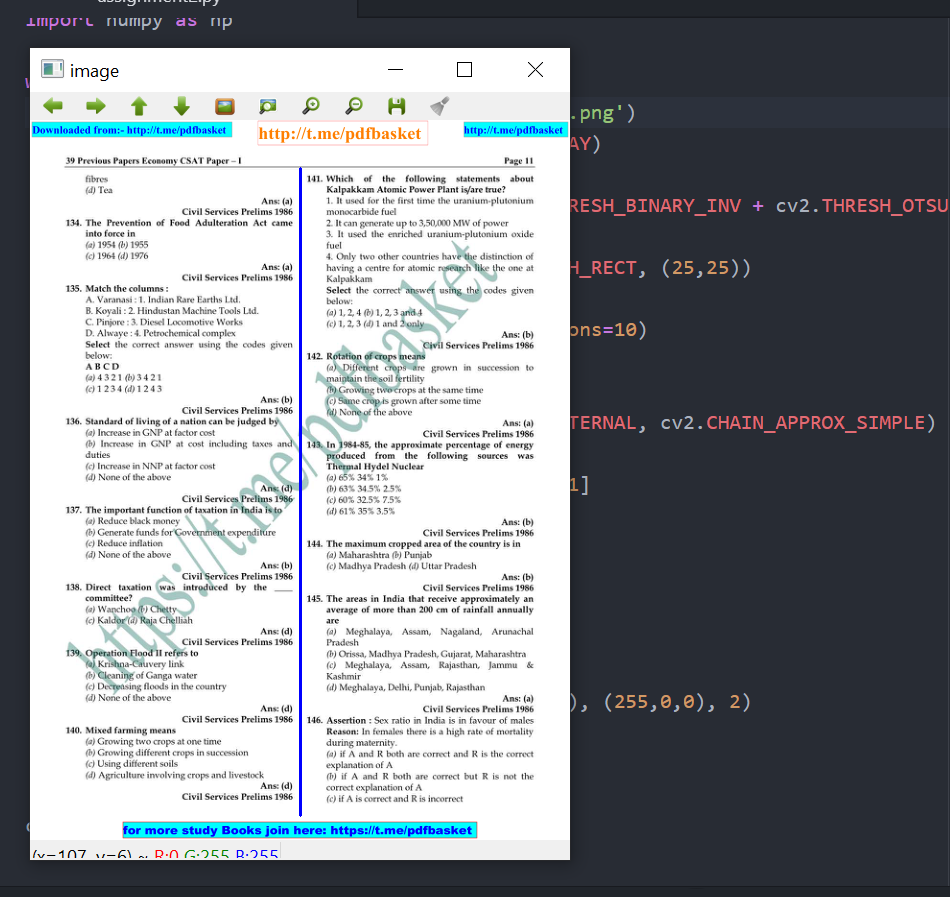 assignment2.py
import numpy as np
image
.png')
AY)
RESH_BINARY_INV + cv2.THRESH_OTSU
H_RECT, (25,25))
ons=10)
TERNAL, cv2.CHAIN_APPROX_SIMPLE)
1]
), (255,0,0), 2)
Downloaded from:- http://t.me/pdfbasket
http://t.me/pdfbasket
http://t.me/pdfbasket
39 Previous Papers Economy CSAT Paper – I
Page 11
fibres
(d) Tea
Ans: (a)
Civil Services Prelims 1986
134. The Prevention of Food Adulteration Act came
into force in
(a) 1954 (b) 1955
(c) 1964 (d) 1976
Ans: (a)
Civil Services Prelims 1986
135. Match the columns :
A. Varanasi : 1. Indian Rare Earths Ltd.
B. Koyali : 2. Hindustan Machine Tools Ltd.
C. Pinjore : 3. Diesel Locomotive Works
D. Alwaye : 4. Petrochemical complex
Select the correct answer using the codes given
below:
A B C D
(a) 4 3 2 1 (b) 3 4 2 1
(c) 1 2 3 4 (d) 1 2 4 3
Ans: (b)
Civil Services Prelims 1986
136. Standard of living of a nation can be judged by
(a) Increase in GNP at factor cost
(b) Increase in GNP at cost including taxes and
duties
(c) Increase in NNP at factor cost
(d) None of the above
Ans: (d)
Civil Services Prelims 1986
137. The important function of taxation in India is to
(a) Reduce black money
(b) Generate funds for Government expenditure
(c) Reduce inflation
(d) None of the above
Ans: (b)
Civil Services Prelims 1986
138. Direct taxation was introduced by the ____
committee?
(a) Wanchoo (b) Chetty
(c) Kaldor (d) Raja Chelliah
Ans: (d)
Civil Services Prelims 1986
139. Operation Flood II refers to
(a) Krishna-Cauvery link
(b) Cleaning of Ganga water
(c) Decreasing floods in the country
(d) None of the above
Ans: (d)
Civil Services Prelims 1986
140. Mixed farming means
(a) Growing two crops at one time
(b) Growing different crops in succession
(c) Using different soils
(d) Agriculture involving crops and livestock
Ans: (d)
Civil Services Prelims 1986
141. Which of the following statements about
Kalpakkam Atomic Power Plant is/are true?
1. It used for the first time the uranium-plutonium
monocarbide fuel
2. It can generate up to 3,50,000 MW of power
3. It used the enriched uranium-plutonium oxide
fuel
4. Only two other countries have the distinction of
having a centre for atomic research like the one at
Kalpakkam
Select the correct answer using the codes given
below:
(a) 1, 2, 4 (b) 1, 2, 3 and 4
(c) 1, 2, 3 (d) 1 and 2 only
Ans: (b)
Civil Services Prelims 1986
142. Rotation of crops means
(a) Different crops are grown in succession to
maintain the soil fertility
(b) Growing two crops at the same time
(c) Same crop is grown after some time
(d) None of the above
Ans: (a)
Civil Services Prelims 1986
143. In 1984-85, the approximate percentage of energy
produced from the following sources was
Thermal Hydel Nuclear
(a) 65% 34% 1%
(b) 63% 34.5% 2.5%
(c) 60% 32.5% 7.5%
(d) 61% 35% 3.5%
Ans: (b)
Civil Services Prelims 1986
144. The maximum cropped area of the country is in
(a) Maharashtra (b) Punjab
(c) Madhya Pradesh (d) Uttar Pradesh
Ans: (b)
Civil Services Prelims 1986
145. The areas in India that receive approximately an
average of more than 200 cm of rainfall annually
are
(a) Meghalaya, Assam, Nagaland, Arunachal
Pradesh
(b) Orissa, Madhya Pradesh, Gujarat, Maharashtra
(c) Meghalaya, Assam, Rajasthan, Jammu &
Kashmir
(d) Meghalaya, Delhi, Punjab, Rajasthan
Ans: (a)
Civil Services Prelims 1986
146. Assertion : Sex ratio in India is in favour of males
Reason: In females there is a high rate of mortality
during maternity.
(a) if A and R both are correct and R is the correct
explanation of A
(b) if A and R both are correct but R is not the
correct explanation of A
(c) if A is correct and R is incorrect
https://t.me/pdfbasket
for more study Books join here: https://t.me/pdfbasket
(x=107, y=6) ~ R:0 G:255 B:255